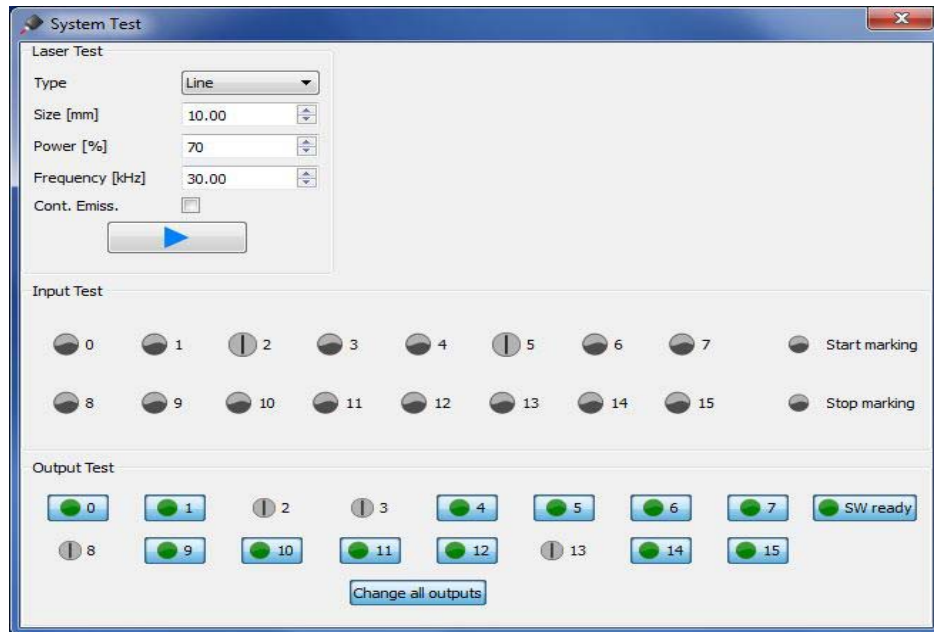 System Test
Laser Test
Type Line
Size [mm] 10.00
Power [%] 70
Frequency [kHz] 30.00
Cont. Emiss.
Input Test
0 1 2 3 4 5 6 7 Start marking
8 9 10 11 12 13 14 15 Stop marking
Output Test
0 1 2 3 4 5 6 7 SW ready
8 9 10 11 12 13 14 15
Change all outputs